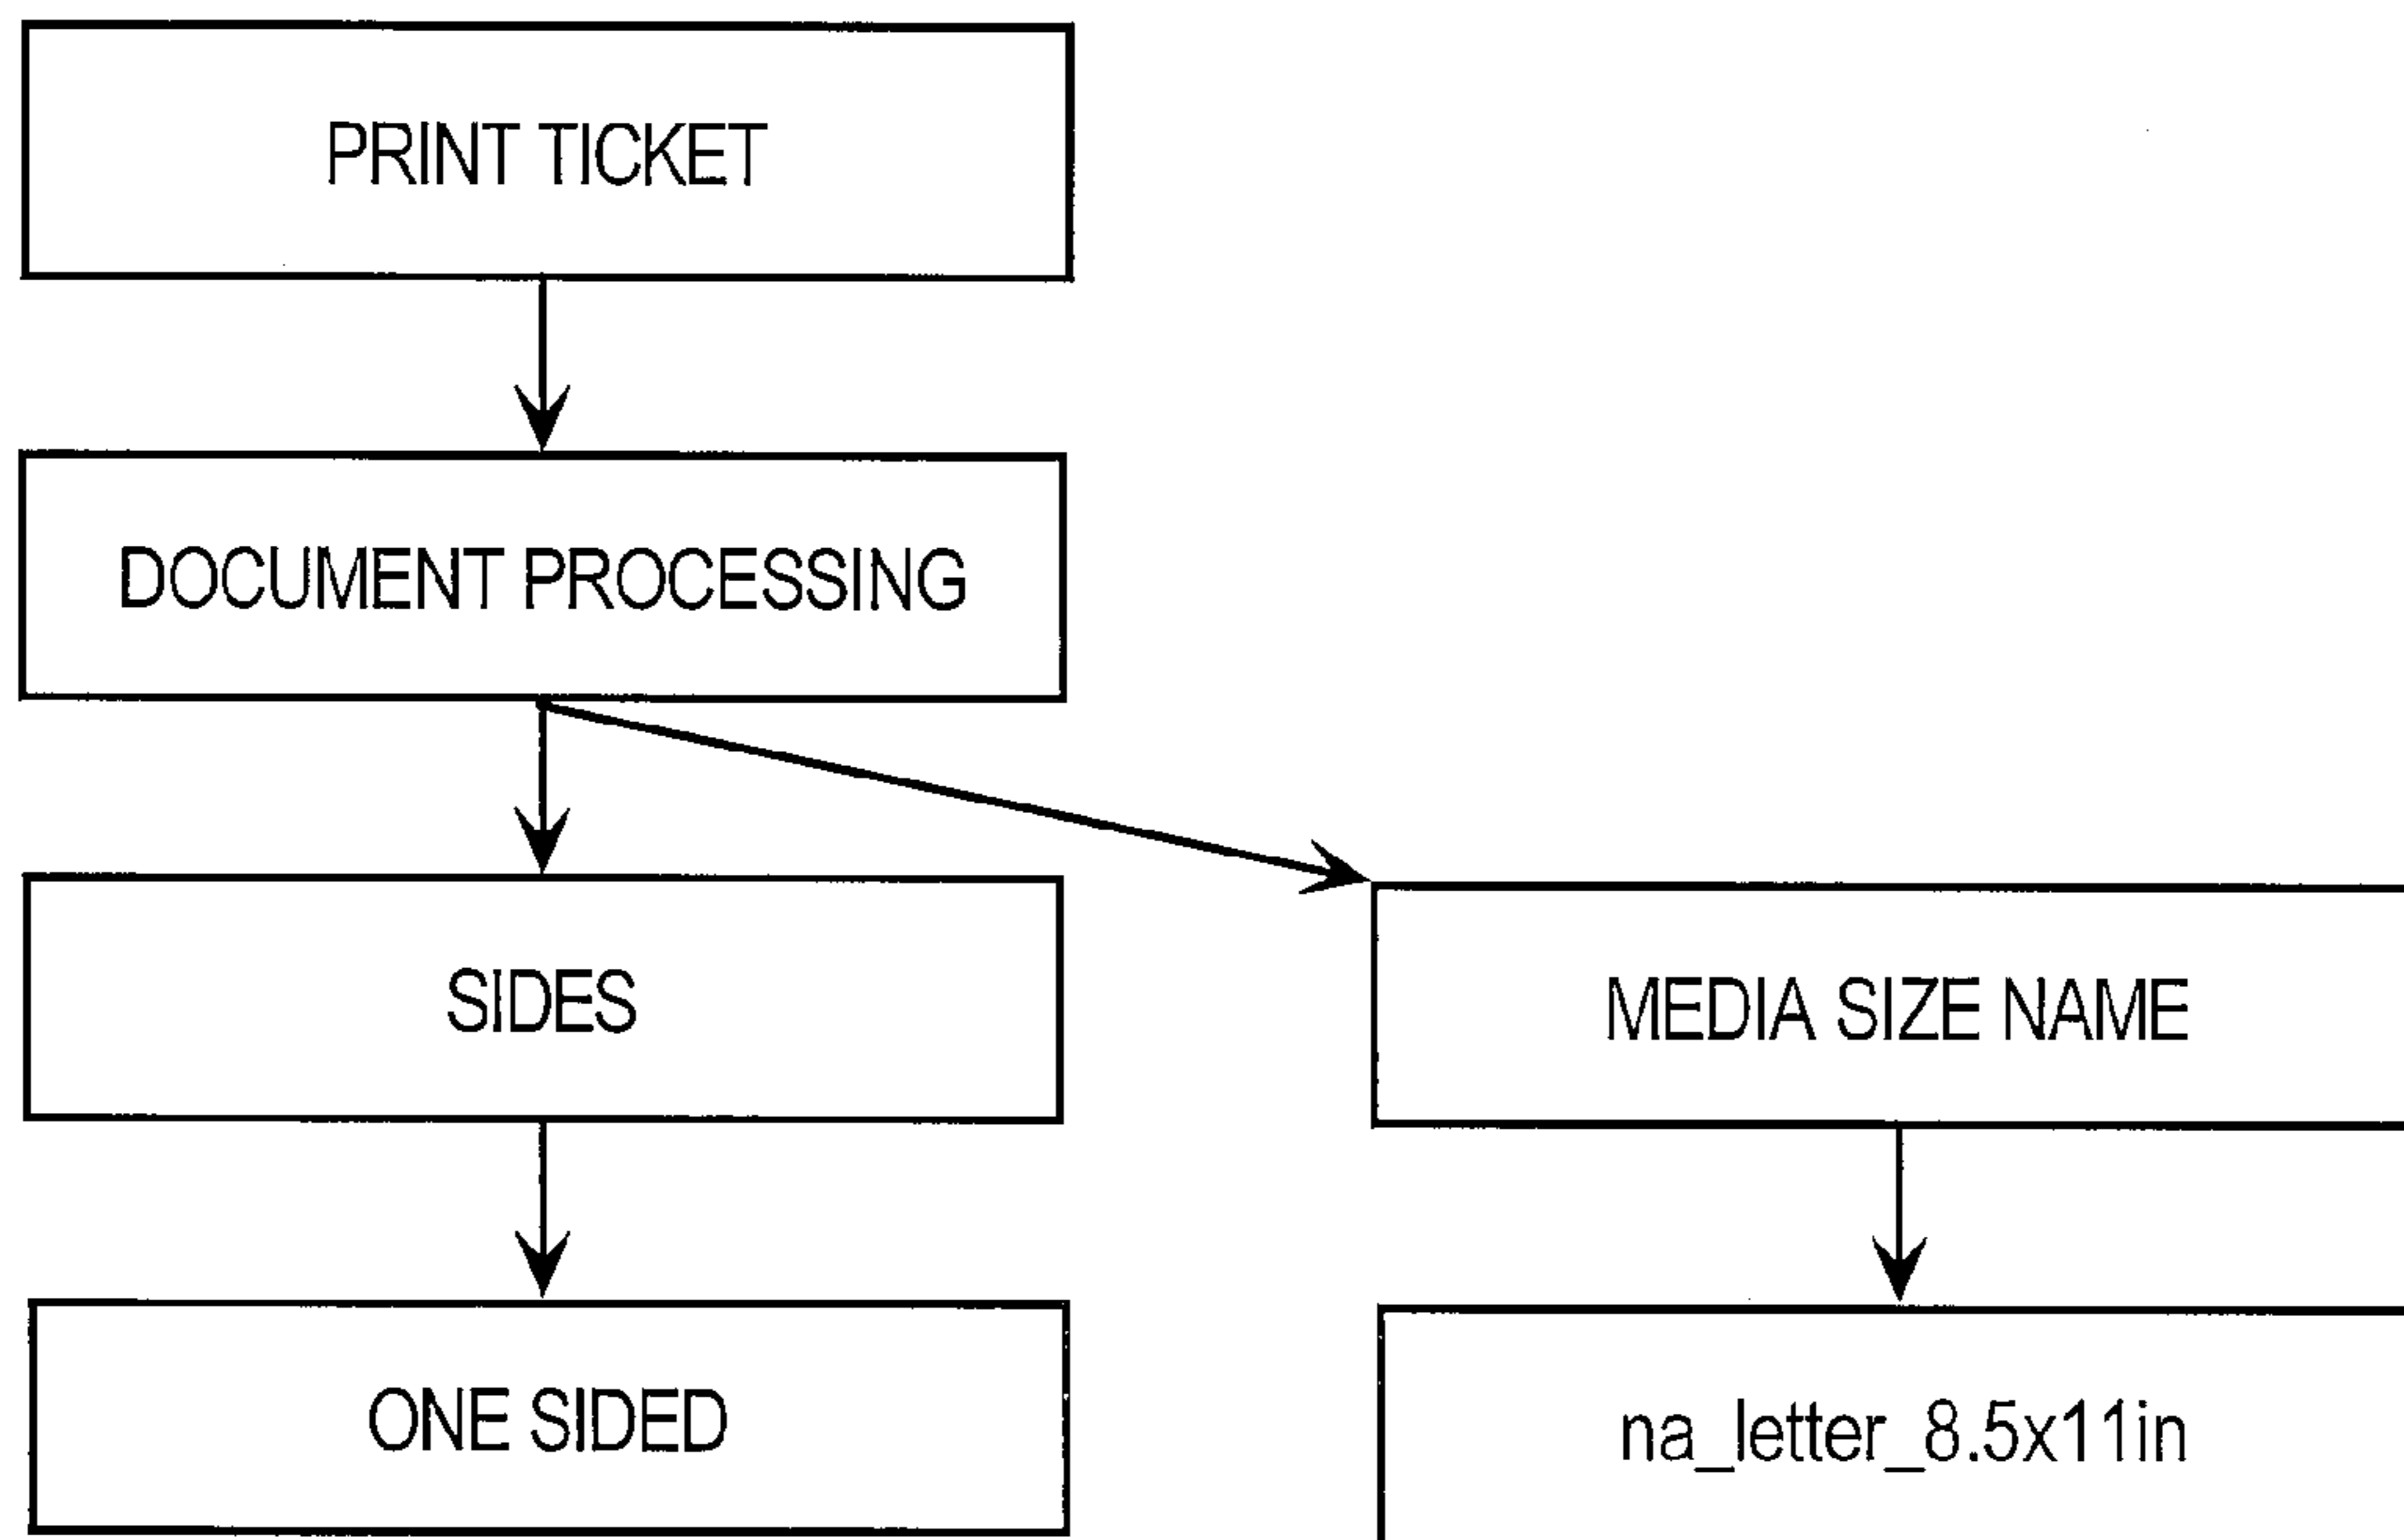 PRINT TICKET
DOCUMENT PROCESSING
SIDES
MEDIA SIZE NAME
ONE SIDED
na_letter_8.5x11in